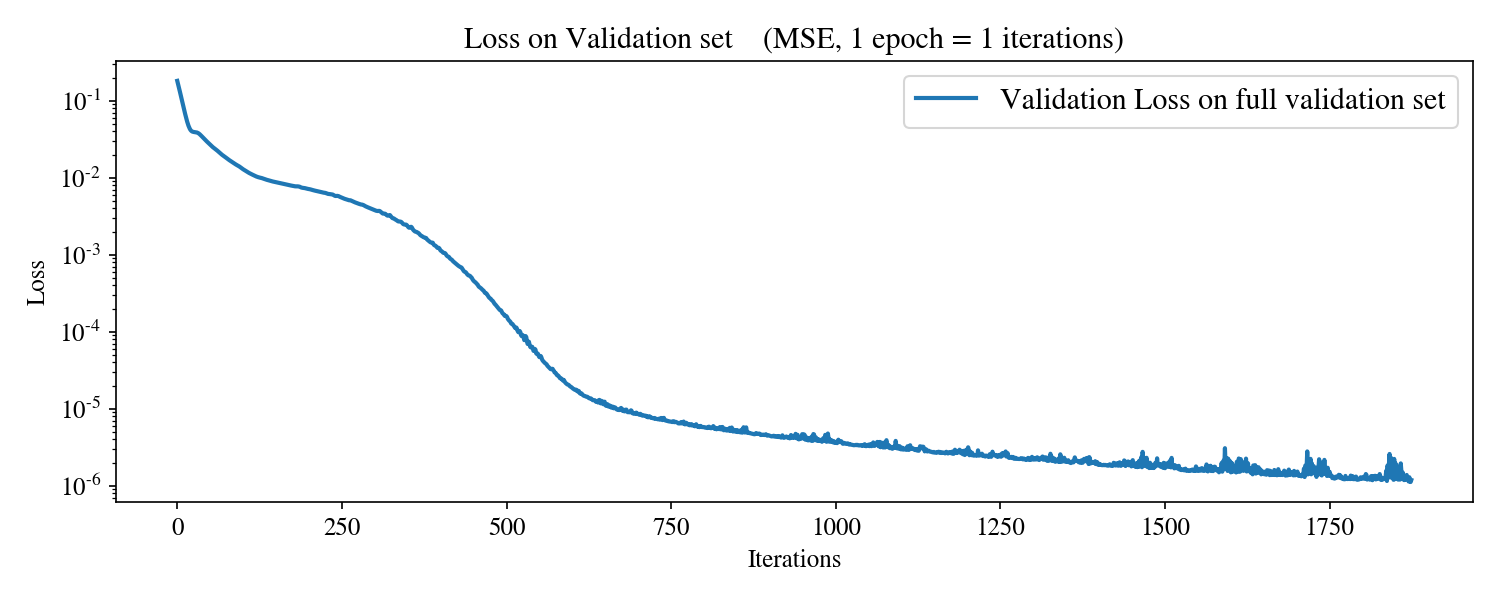 Loss on Validation set    (MSE, 1 epoch = 1 iterations)
Validation Loss on full validation set
10⁻¹
10⁻²
10⁻³
10⁻⁴
10⁻⁵
10⁻⁶
Loss
0 250 500 750 1000 1250 1500 1750
Iterations